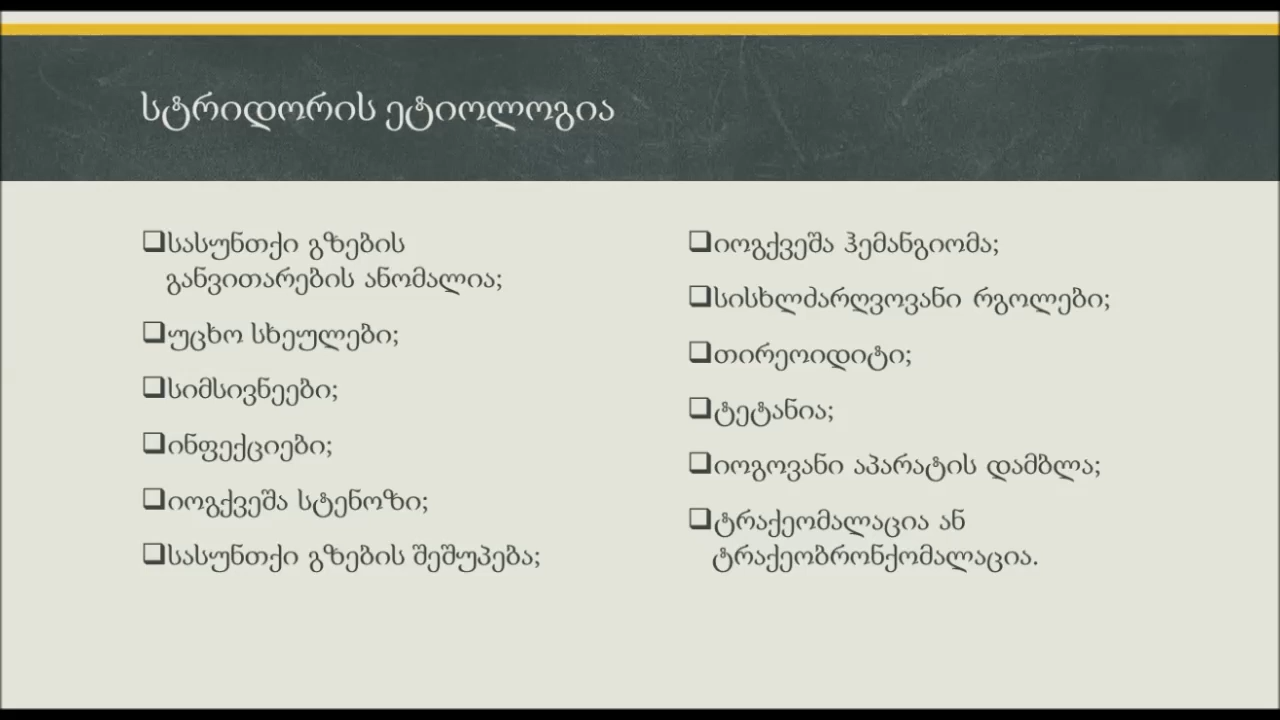 სტრიდორის ეტიოლოგია
❑სასუნთქი გზების
განვითარების ანომალია;
❑უცხო სხეულები;
❑სიმსივნეები;
❑ინფექციები;
❑იოგქვეშა სტენოზი;
❑სასუნთქი გზების შეშუპება;
❑იოგქვეშა ჰემანგიომა;
❑სისხლძარღვოვანი რგოლები;
❑თირეოიდიტი;
❑ტეტანია;
❑იოგოვანი აპარატის დამბლა;
❑ტრაქეომალაცია ან
ტრაქეობრონქომალაცია.